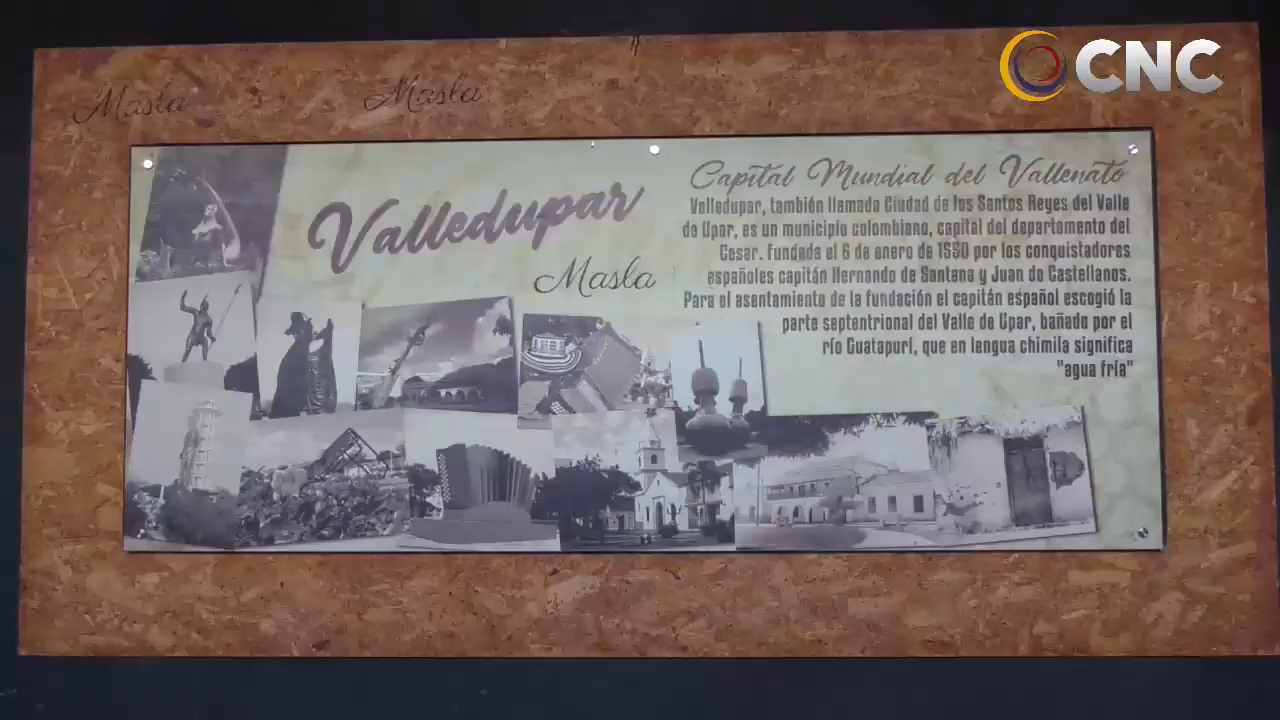 CNC
Masla
Masla
Valledupar
Masla
Capital Mundial del Vallenato
Valledupar, también llamada Ciudad de los Santos Reyes del Valle
de Upar, es un municipio colombiano, capital del departamento del
Cesar. Fundada el 6 de enero de 1550 por los conquistadores
españoles capitán Hernando de Santana y Juan de Castellanos.
Para el asentamiento de la fundación el capitán español escogió la
parte septentrional del Valle de Upar, bañado por el
río Guatapurí, que en lengua chimila significa
"agua fría"